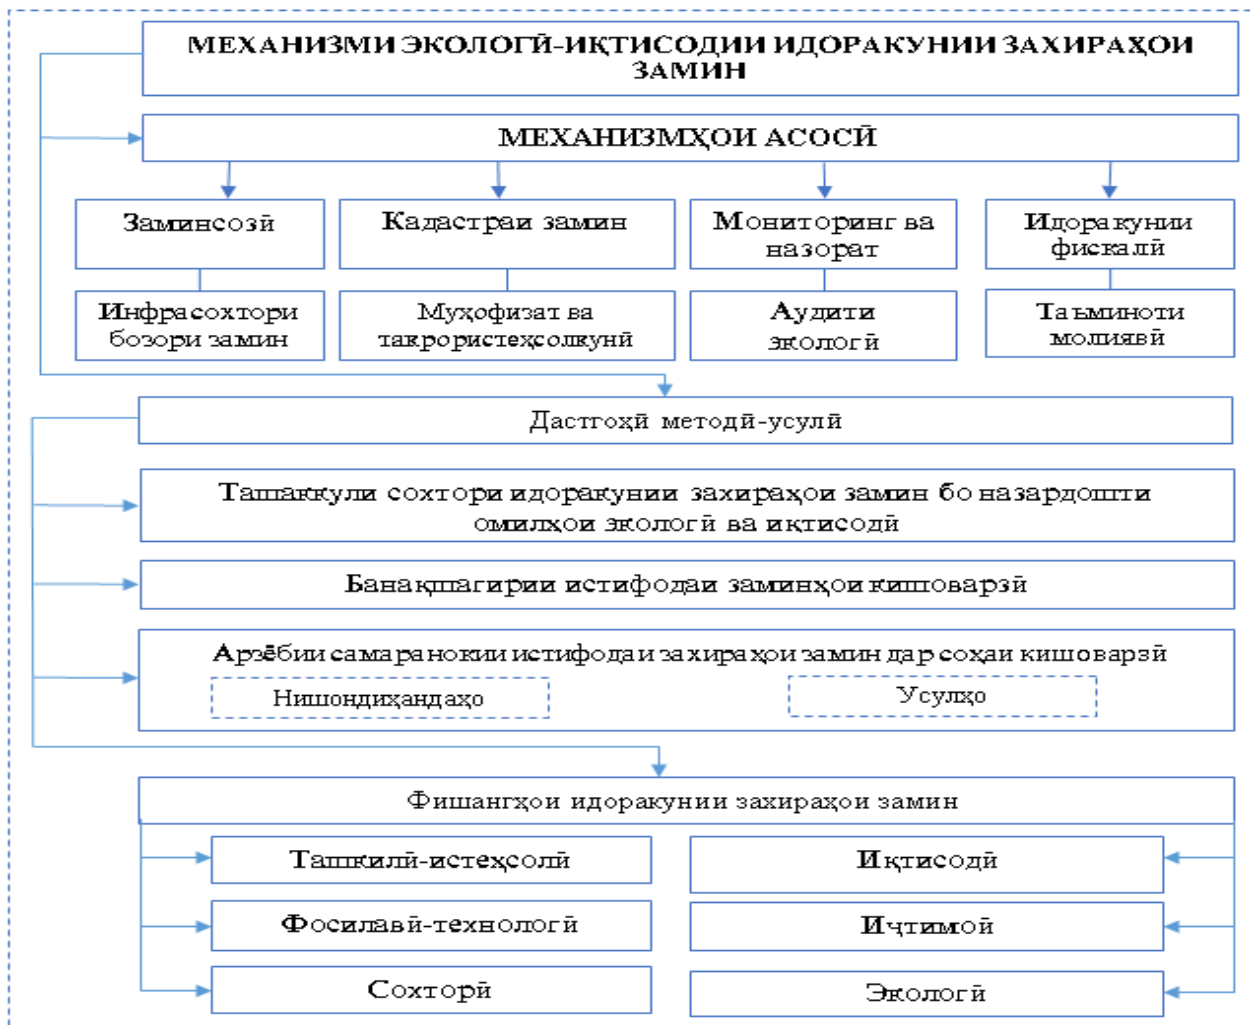 МЕХАНИЗМИ ЭКОЛОГӢ-ИҚТИСОДИИ ИДОРАКУНИИ ЗАХИРАҲОИ
ЗАМИН
МЕХАНИЗМҲОИ АСОСӢ
Заминсозӣ
Кадастраи замин
Мониторинг ва
назорат
Идоракунии
фискалӣ
Инфрасохтори
бозори замин
Муҳофизат ва
такрористеҳсолкунӣ
Аудити
экологӣ
Таъминоти
молиявӣ
Дастгоҳӣ методӣ-усулӣ
Ташаккули сохтори идоракунии захираҳои замин бо назардошти
омилҳои экологӣ ва иқтисодӣ
Банақшагирии истифодаи заминҳои кишоварзӣ
Арзёбии самаранокии истифодаи захираҳои замин дар соҳаи кишоварзӣ
Нишондиҳандаҳо
Усулҳо
Фишангҳои идоракунии захираҳои замин
Ташкилӣ-истеҳсолӣ
Иқтисодӣ
Фосилавӣ-технологӣ
Иҷтимоӣ
Сохторӣ
Экологӣ